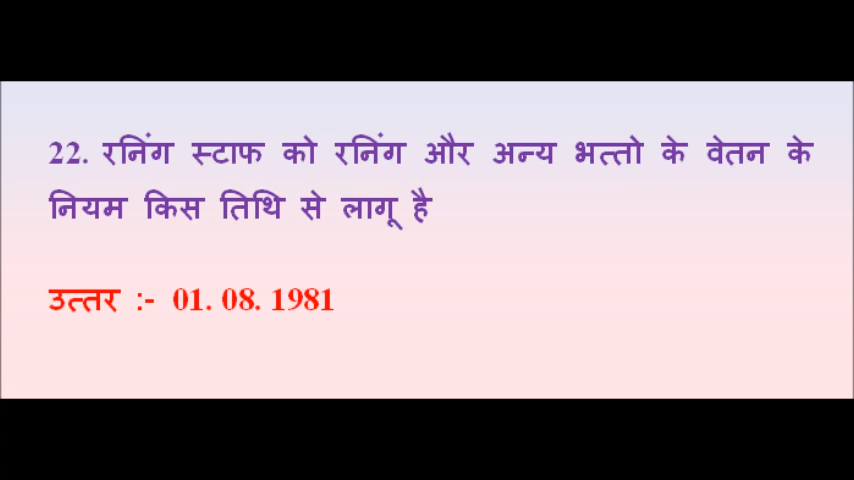 22. रनिंग स्टाफ को रनिंग और अन्य भत्तो के वेतन के
नियम किस तिथि से लागू है
उत्तर :- 01. 08. 1981